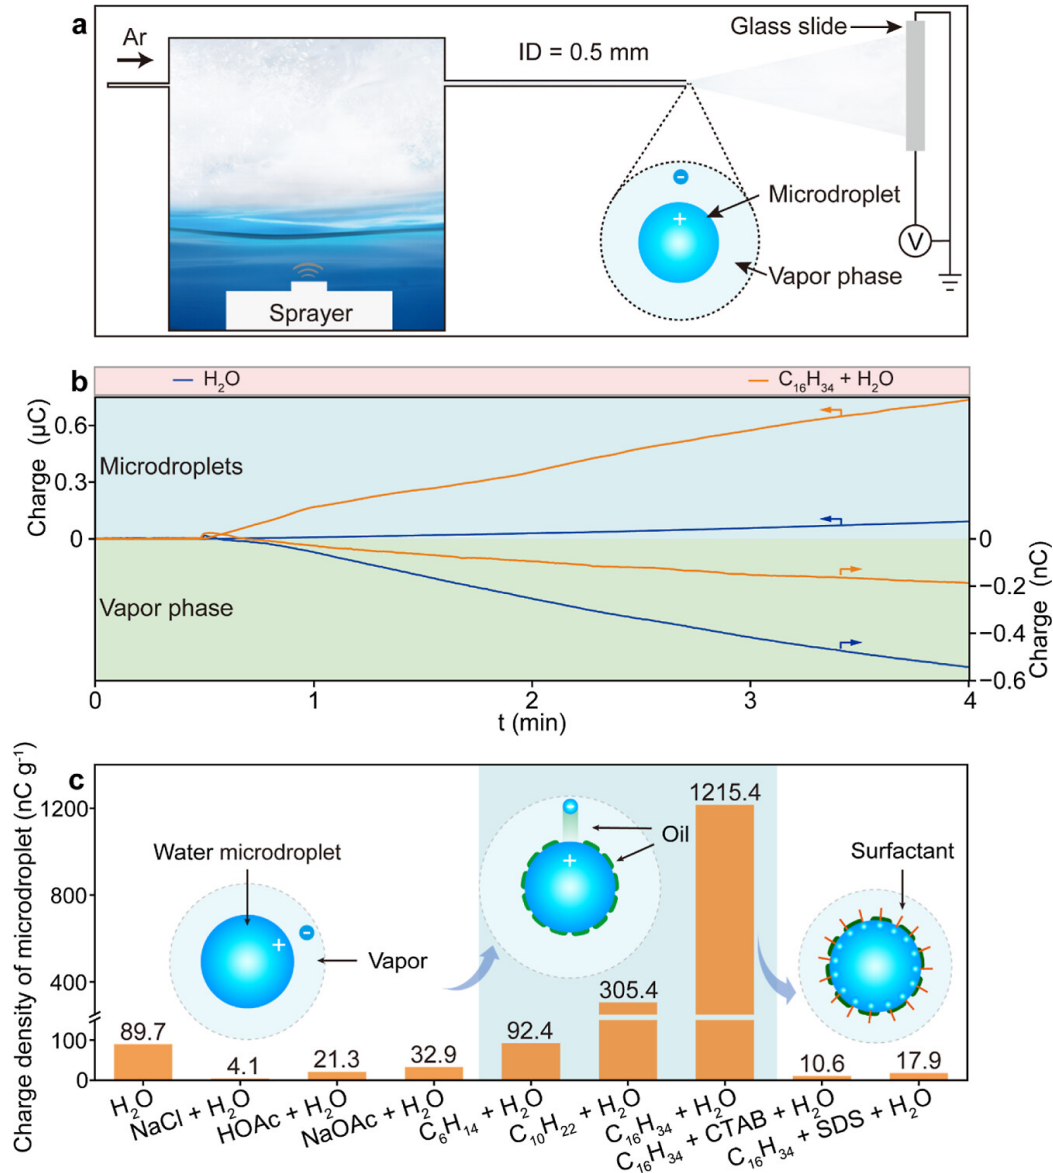 a
Ar
ID = 0.5 mm
Glass slide
Sprayer
−
+
Microdroplet
Vapor phase
V
b
H₂O
C₁₆H₃₄ + H₂O
Charge (μC)
0.6
0.3
0
Microdroplets
Vapor phase
0
−0.2
−0.4
−0.6
Charge (nC)
0
1
2
3
4
t (min)
c
Charge density of microdroplet (nC g⁻¹)
1200
800
400
100
0
Water microdroplet
+
−
Vapor
−
+
Oil
Surfactant
89.7
4.1
21.3
32.9
92.4
305.4
1215.4
10.6
17.9
H₂O
NaCl + H₂O
HOAc + H₂O
NaOAc + H₂O
C₆H₁₄ + H₂O
C₁₀H₂₂ + H₂O
C₁₆H₃₄ + H₂O
C₁₆H₃₄ + CTAB + H₂O
C₁₆H₃₄ + SDS + H₂O